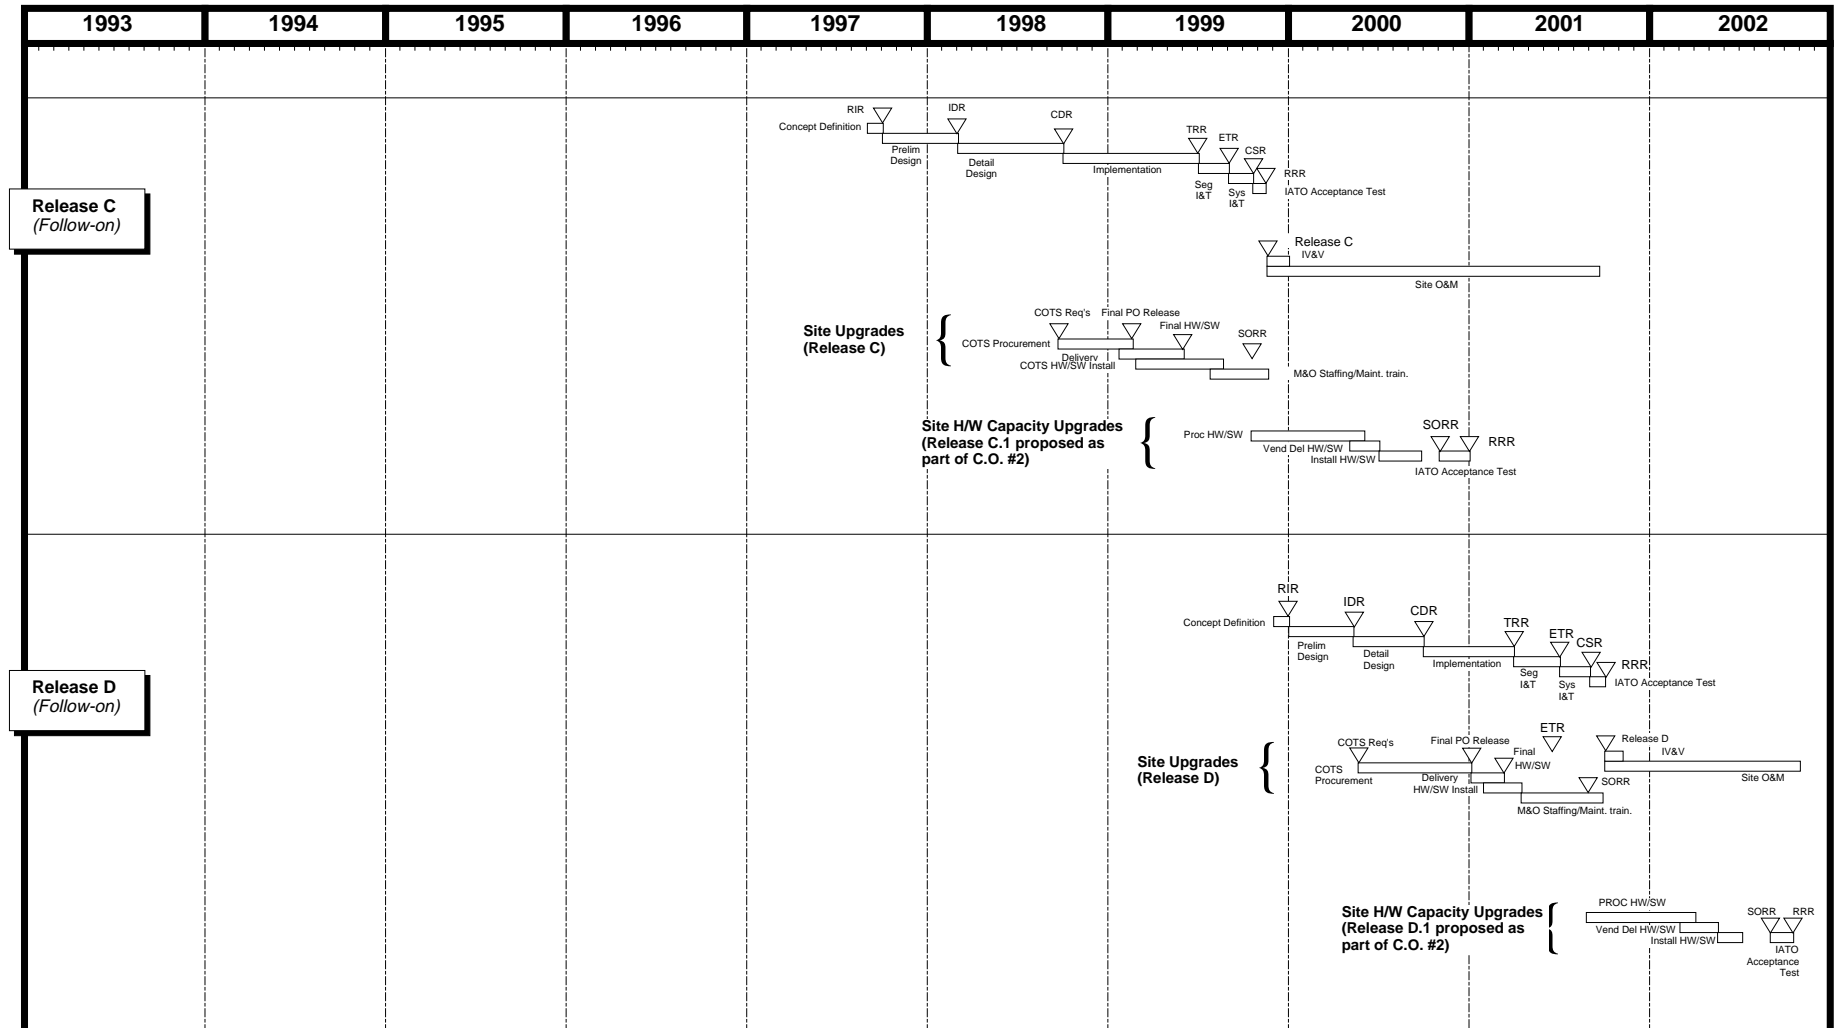 1993 1994 1995 1996 1997 1998 1999 2000 2001 2002
RIR
IDR
CDR
TRR
ETR
CSR
RRR
Concept Definition
Prelim
Design
Detail
Design
Implementation
Seg
I&T
Sys
I&T
IATO Acceptance Test
Release C
(Follow-on)
Release C
IV&V
Site O&M
Site Upgrades
(Release C)
{
COTS Req's
Final PO Release
Final HW/SW
SORR
COTS Procurement
Delivery
COTS HW/SW Install
M&O Staffing/Maint. train.
Site H/W Capacity Upgrades
(Release C.1 proposed as
part of C.O. #2)
{
Proc HW/SW
Vend Del HW/SW
Install HW/SW
SORR
RRR
IATO Acceptance Test
RIR
IDR
CDR
TRR
ETR
CSR
RRR
Concept Definition
Prelim
Design
Detail
Design
Implementation
Seg
I&T
Sys
I&T
IATO Acceptance Test
Release D
(Follow-on)
Site Upgrades
(Release D)
{
COTS Req's
Final PO Release
Final
HW/SW
ETR
Release D
IV&V
Site O&M
COTS
Procurement
Delivery
HW/SW Install
SORR
M&O Staffing/Maint. train.
Site H/W Capacity Upgrades
(Release D.1 proposed as
part of C.O. #2)
{
PROC HW/SW
Vend Del HW/SW
Install HW/SW
SORR
RRR
IATO
Acceptance
Test